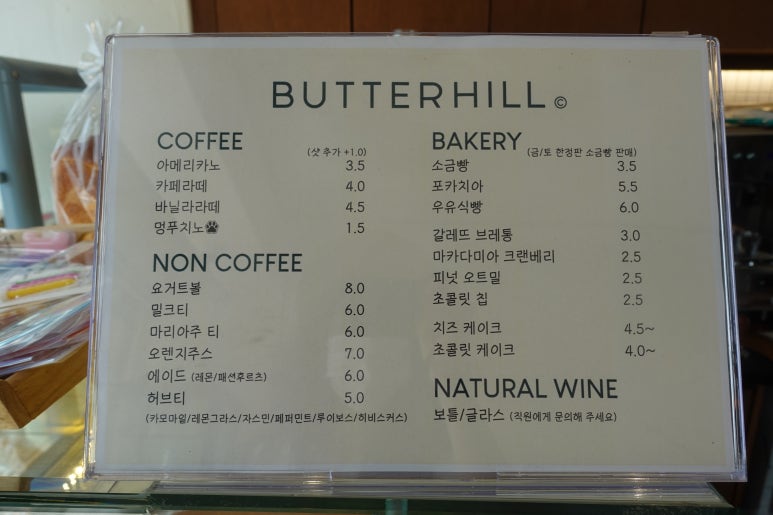 BUTTERHILL ©
COFFEE (샷 추가 +1.0)
아메리카노 3.5
카페라떼 4.0
바닐라라떼 4.5
멍푸치노 1.5
NON COFFEE
요거트볼 8.0
밀크티 6.0
마리아주 티 6.0
오렌지주스 7.0
에이드 (레몬/패션후르츠) 6.0
허브티 5.0
(카모마일/레몬그라스/자스민/페퍼민트/루이보스/히비스커스)
BAKERY (금/토 한정판 소금빵 판매)
소금빵 3.5
포카치아 5.5
우유식빵 6.0
갈레뜨 브레통 3.0
마카다미아 크랜베리 2.5
피넛 오트밀 2.5
초콜릿 칩 2.5
치즈 케이크 4.5~
초콜릿 케이크 4.0~
NATURAL WINE
보틀/글라스 (직원에게 문의해 주세요)